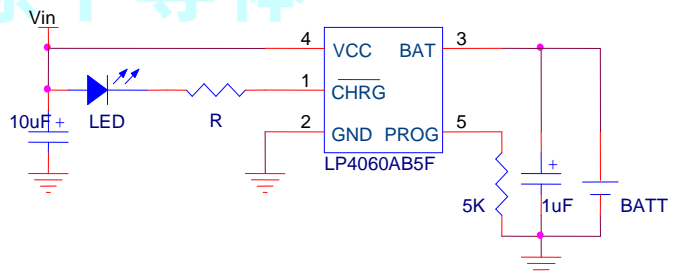 Vin
4 VCC BAT 3
1 CHRG
10uF + LED R
2 GND PROG 5
LP4060AB5F
+
5K 1uF BATT